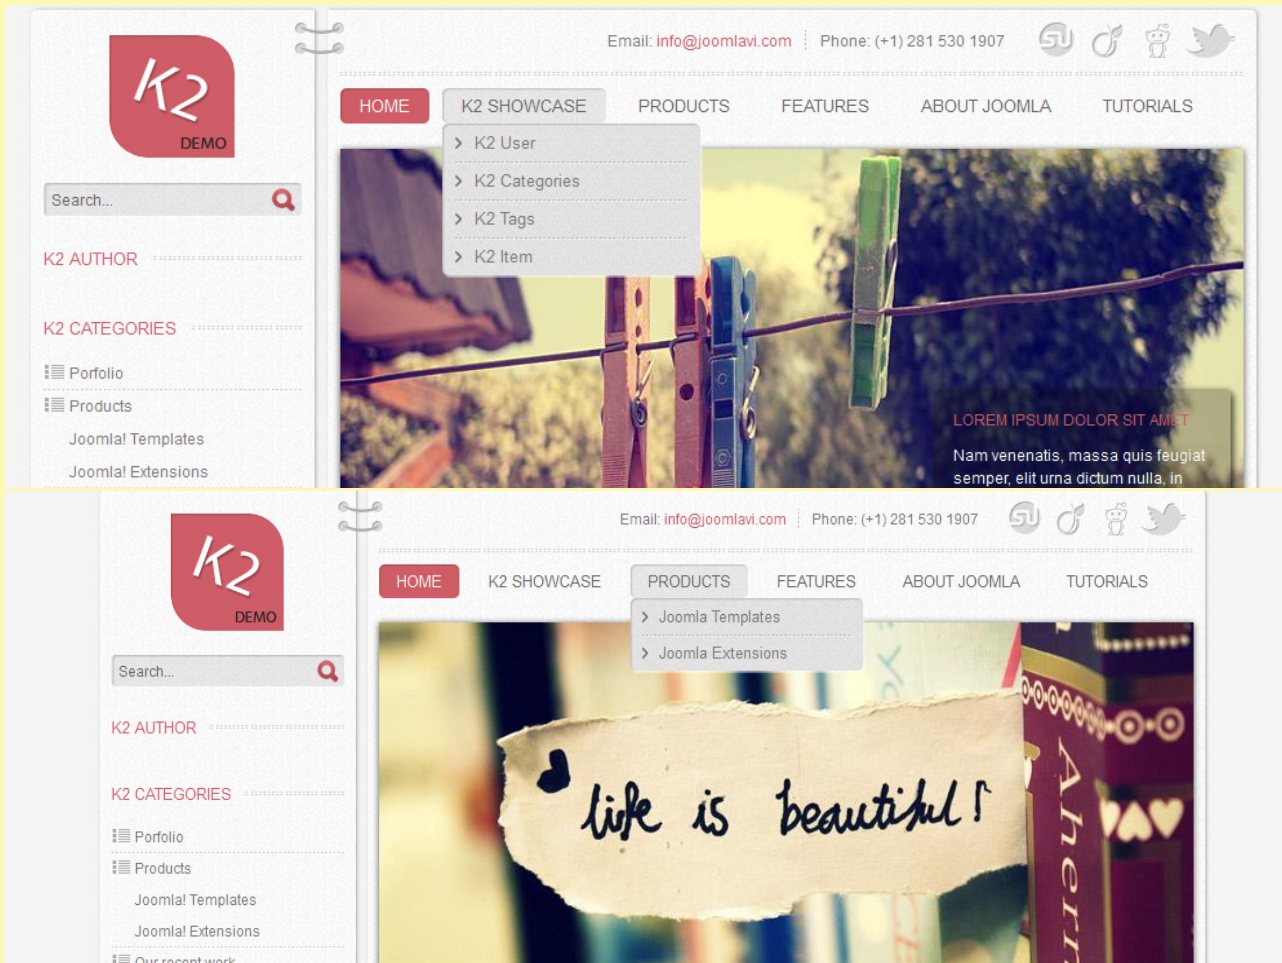 K2
DEMO
Search...
K2 AUTHOR
K2 CATEGORIES
Porfolio
Products
Joomla! Templates
Joomla! Extensions
Email: info@joomlavi.com
Phone: (+1) 281 530 1907
HOME
K2 SHOWCASE
PRODUCTS
FEATURES
ABOUT JOOMLA
TUTORIALS
K2 User
K2 Categories
K2 Tags
K2 Item
LOREM IPSUM DOLOR SIT AMET
Nam venenatis, massa quis feugiat
semper, elit urna dictum nulla, in
K2
DEMO
Search...
K2 AUTHOR
K2 CATEGORIES
Porfolio
Products
Joomla! Templates
Joomla! Extensions
Our recent work
Email: info@joomlavi.com
Phone: (+1) 281 530 1907
HOME
K2 SHOWCASE
PRODUCTS
FEATURES
ABOUT JOOMLA
TUTORIALS
Joomla Templates
Joomla Extensions
life is beautiful!
Ahern